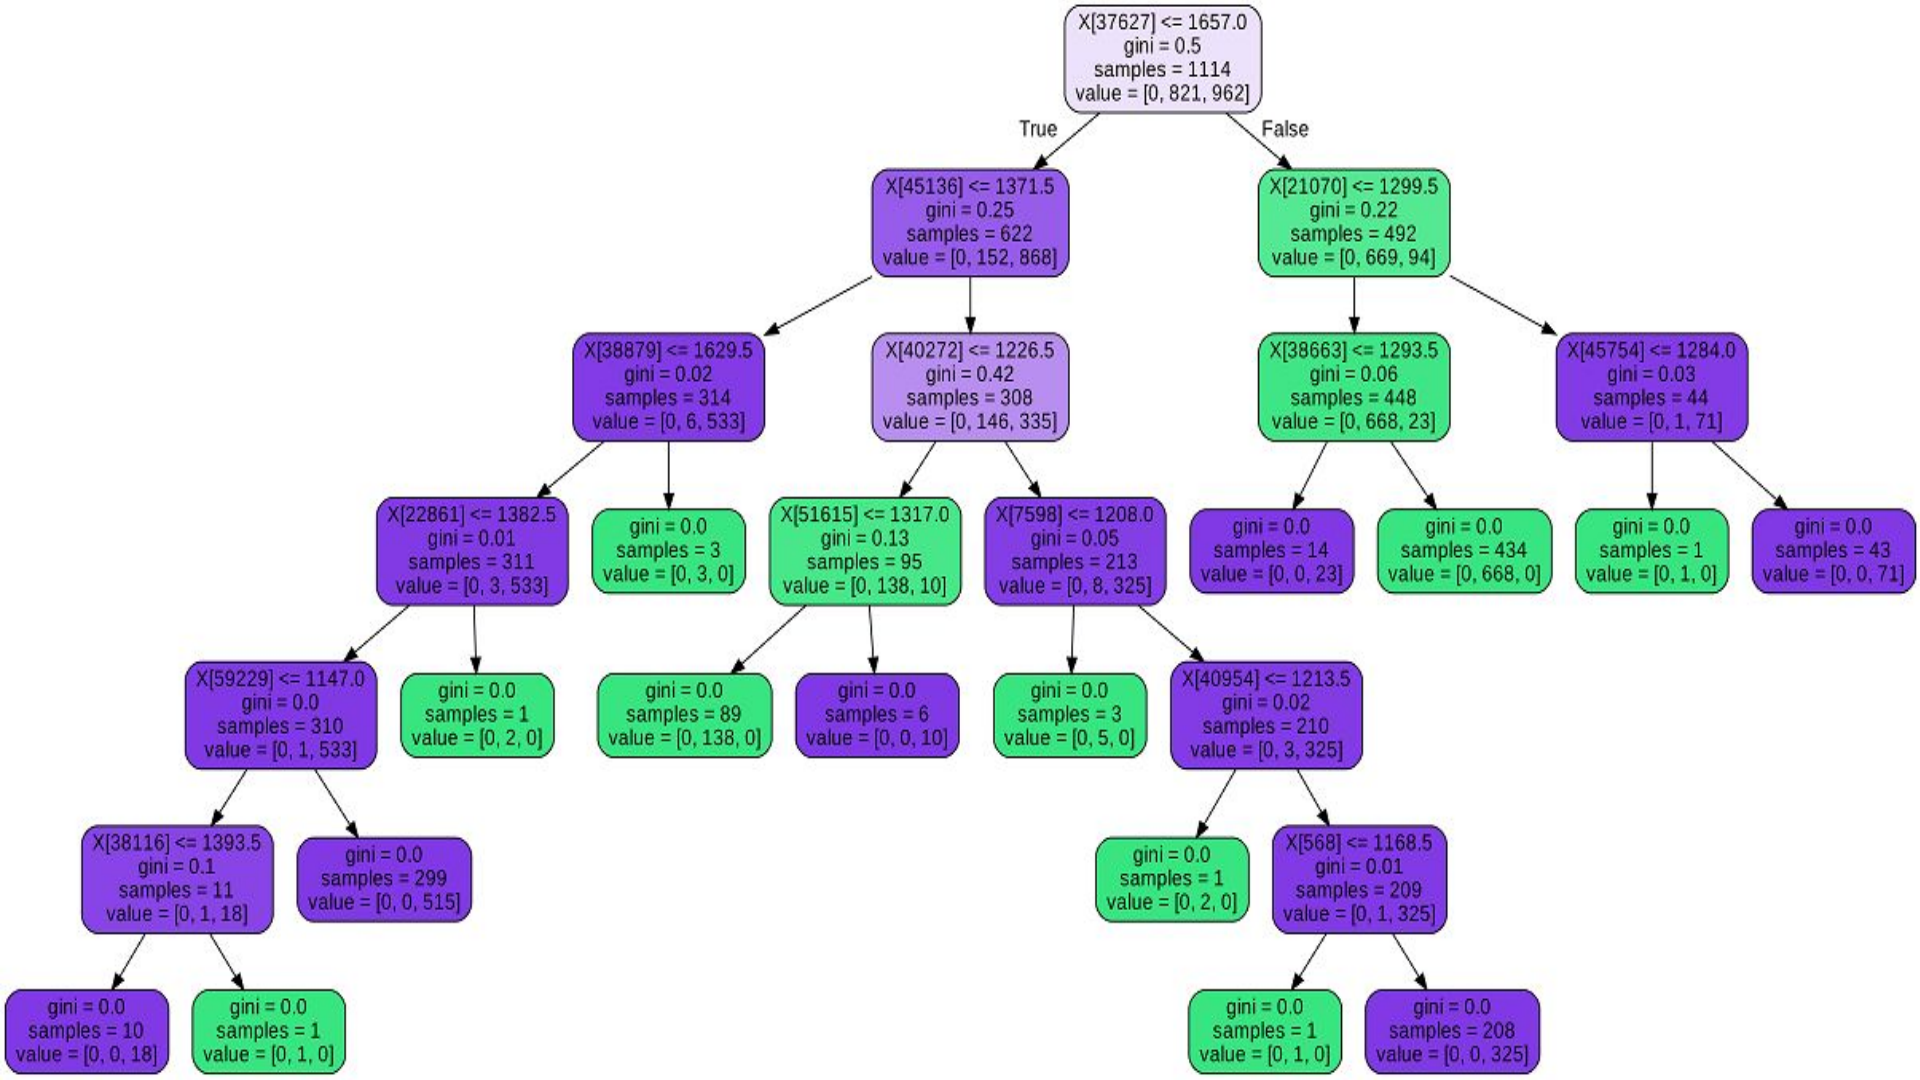 X[37627] <= 1657.0
gini = 0.5
samples = 1114
value = [0, 821, 962]
True
False
X[45136] <= 1371.5
gini = 0.25
samples = 622
value = [0, 152, 868]
X[21070] <= 1299.5
gini = 0.22
samples = 492
value = [0, 669, 94]
X[38879] <= 1629.5
gini = 0.02
samples = 314
value = [0, 6, 533]
X[40272] <= 1226.5
gini = 0.42
samples = 308
value = [0, 146, 335]
X[38663] <= 1293.5
gini = 0.06
samples = 448
value = [0, 668, 23]
X[45754] <= 1284.0
gini = 0.03
samples = 44
value = [0, 1, 71]
X[22861] <= 1382.5
gini = 0.01
samples = 311
value = [0, 3, 533]
gini = 0.0
samples = 3
value = [0, 3, 0]
X[51615] <= 1317.0
gini = 0.13
samples = 95
value = [0, 138, 10]
X[7598] <= 1208.0
gini = 0.05
samples = 213
value = [0, 8, 325]
gini = 0.0
samples = 14
value = [0, 0, 23]
gini = 0.0
samples = 434
value = [0, 668, 0]
gini = 0.0
samples = 1
value = [0, 1, 0]
gini = 0.0
samples = 43
value = [0, 0, 71]
X[59229] <= 1147.0
gini = 0.0
samples = 310
value = [0, 1, 533]
gini = 0.0
samples = 1
value = [0, 2, 0]
gini = 0.0
samples = 89
value = [0, 138, 0]
gini = 0.0
samples = 6
value = [0, 0, 10]
gini = 0.0
samples = 3
value = [0, 5, 0]
X[40954] <= 1213.5
gini = 0.02
samples = 210
value = [0, 3, 325]
X[38116] <= 1393.5
gini = 0.1
samples = 11
value = [0, 1, 18]
gini = 0.0
samples = 299
value = [0, 0, 515]
gini = 0.0
samples = 1
value = [0, 2, 0]
X[568] <= 1168.5
gini = 0.01
samples = 209
value = [0, 1, 325]
gini = 0.0
samples = 10
value = [0, 0, 18]
gini = 0.0
samples = 1
value = [0, 1, 0]
gini = 0.0
samples = 1
value = [0, 1, 0]
gini = 0.0
samples = 208
value = [0, 0, 325]